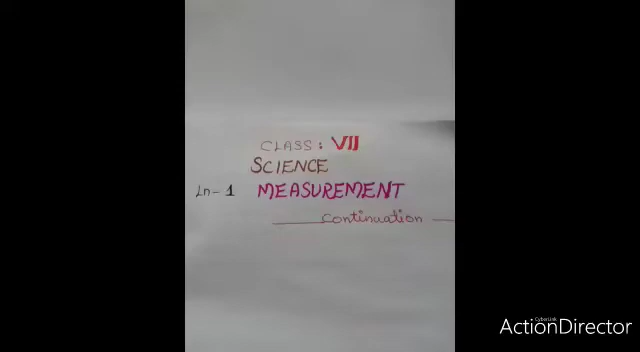 CLASS : VII
SCIENCE
Ln - 1 MEASUREMENT
Continuation
CyberLink
ActionDirector